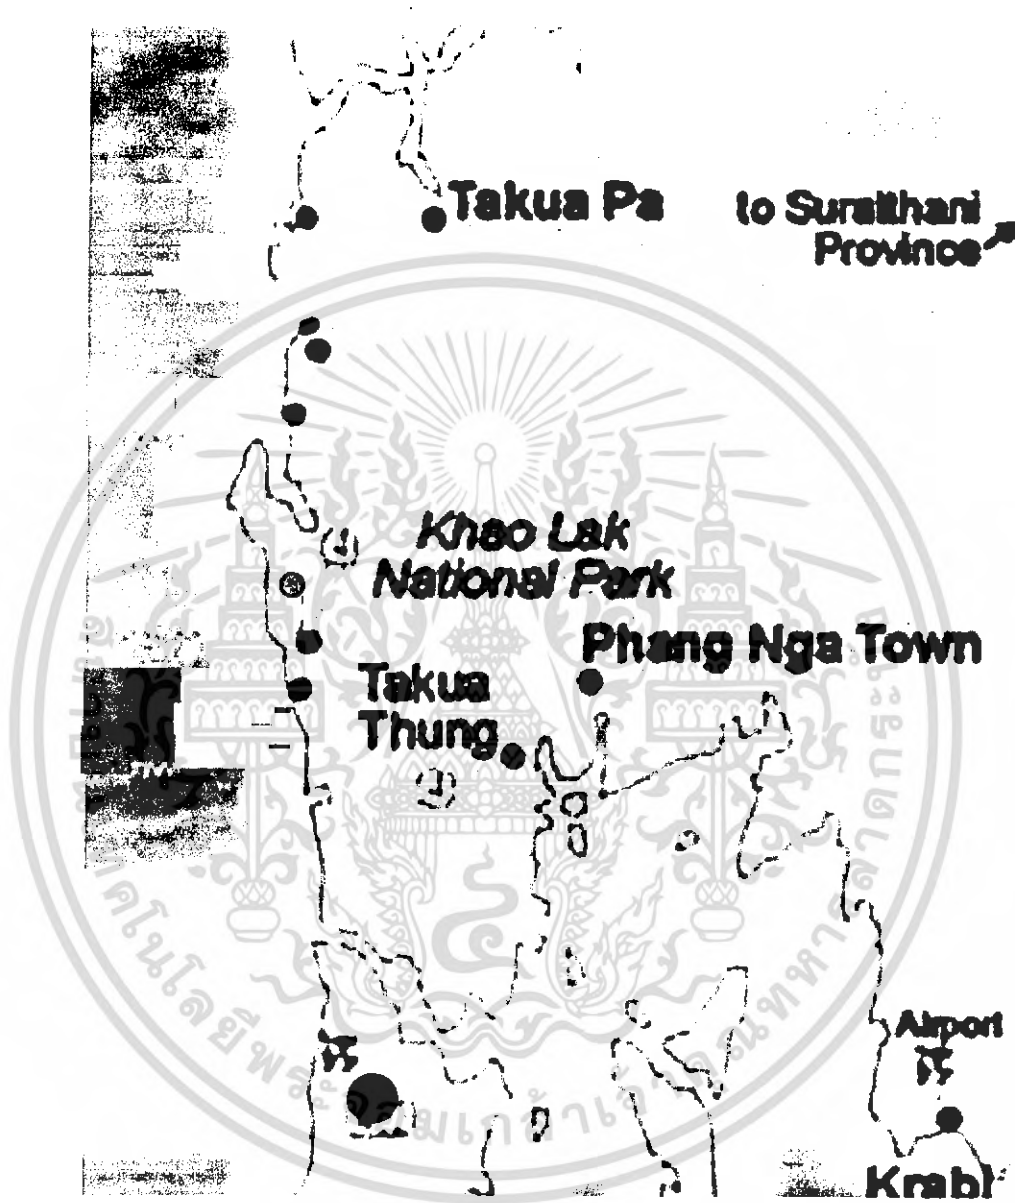 Takua Pa
to Suratthani
Province
Khao Lak
National Park
Phang Nga Town
Takua
Thung
Airport
Krabi